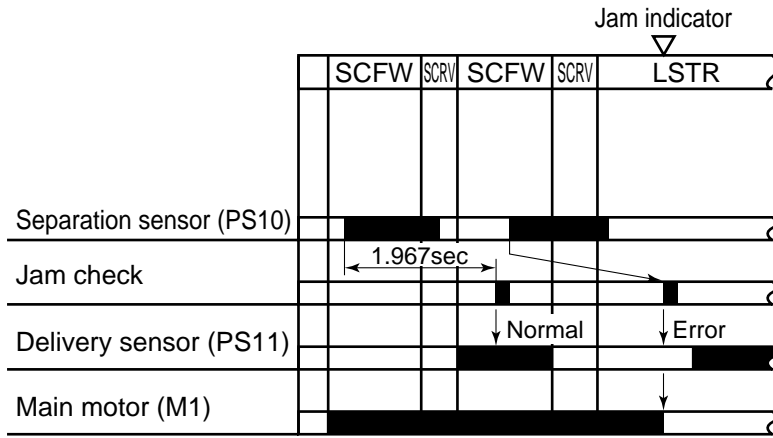 Jam indicator
SCFW SCRV SCFW SCRV LSTR
Separation sensor (PS10)
1.967sec
Jam check
Normal Error
Delivery sensor (PS11)
Main motor (M1)